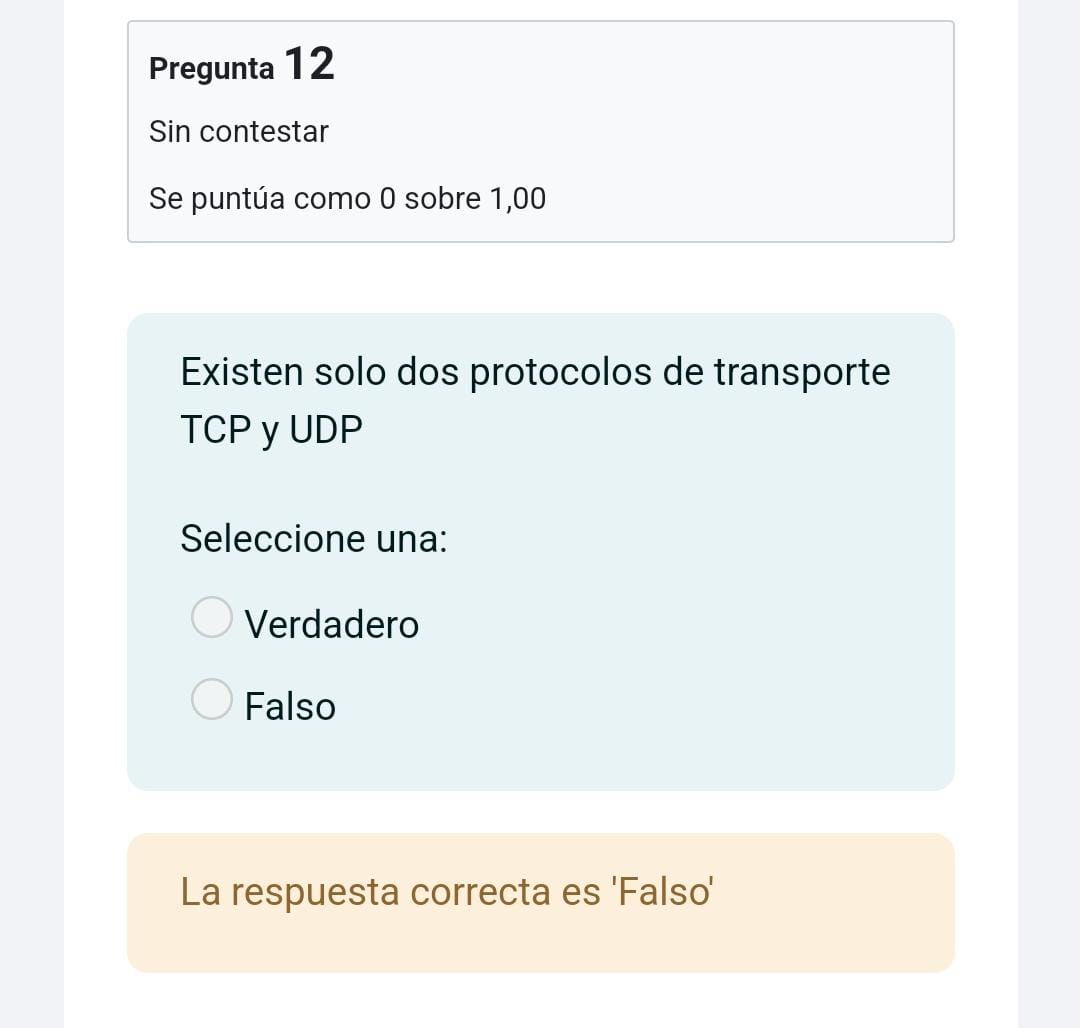 Pregunta 12
Sin contestar
Se puntúa como 0 sobre 1,00
Existen solo dos protocolos de transporte
TCP y UDP
Seleccione una:
Verdadero
Falso
La respuesta correcta es 'Falso'